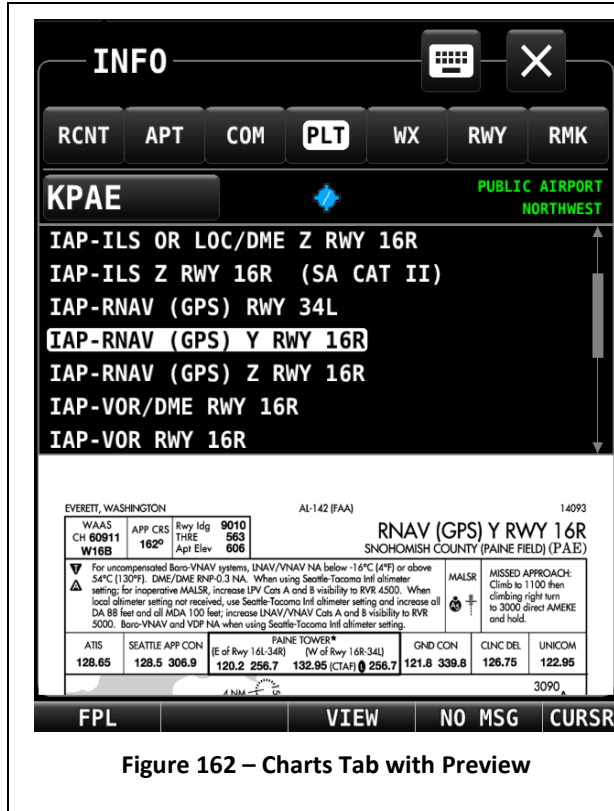 INFO
RCNT APT COM PLT WX RWY RMK
KPAE
PUBLIC AIRPORT
NORTHWEST
IAP-ILS OR LOC/DME Z RWY 16R
IAP-ILS Z RWY 16R (SA CAT II)
IAP-RNAV (GPS) RWY 34L
IAP-RNAV (GPS) Y RWY 16R
IAP-RNAV (GPS) Z RWY 16R
IAP-VOR/DME RWY 16R
IAP-VOR RWY 16R
EVERETT, WASHINGTON AL-142 (FAA) 14093
WAAS
CH 60911
W16B
APP CRS
162°
Rwy Idg 9010
THRE 563
Apt Elev 606
RNAV (GPS) Y RWY 16R
SNOHOMISH COUNTY (PAINE FIELD) (PAE)
For uncompensated Baro-VNAV systems, LNAV/VNAV NA below -16°C (4°F) or above
54°C (130°F). DME/DME RNP-0.3 NA. When using Seattle-Tacoma Intl altimeter
setting; for inoperative MALSR, increase LPV Cats A and B visibility to RVR 4500. When
local altimeter setting not received, use Seattle-Tacoma Intl altimeter setting and increase all
DA 88 feet and all MDA 100 feet; increase LNAV/VNAV Cats A and B visibility to RVR
5000. Baro-VNAV and VDP NA when using Seattle-Tacoma Intl altimeter setting.
MALSR
A5
MISSED APPROACH:
Climb to 1100 then
climbing right turn
to 3000 direct AMEKE
and hold.
ATIS
128.65
SEATTLE APP CON
128.5 306.9
PAINE TOWER*
(E of Rwy 16L-34R) (W of Rwy 16R-34L)
120.2 256.7 132.95 (CTAF) 256.7
GND CON
121.8 339.8
CLNC DEL
126.75
UNICOM
122.95
4 NM
3090
FPL VIEW NO MSG CURSR
Figure 162 – Charts Tab with Preview